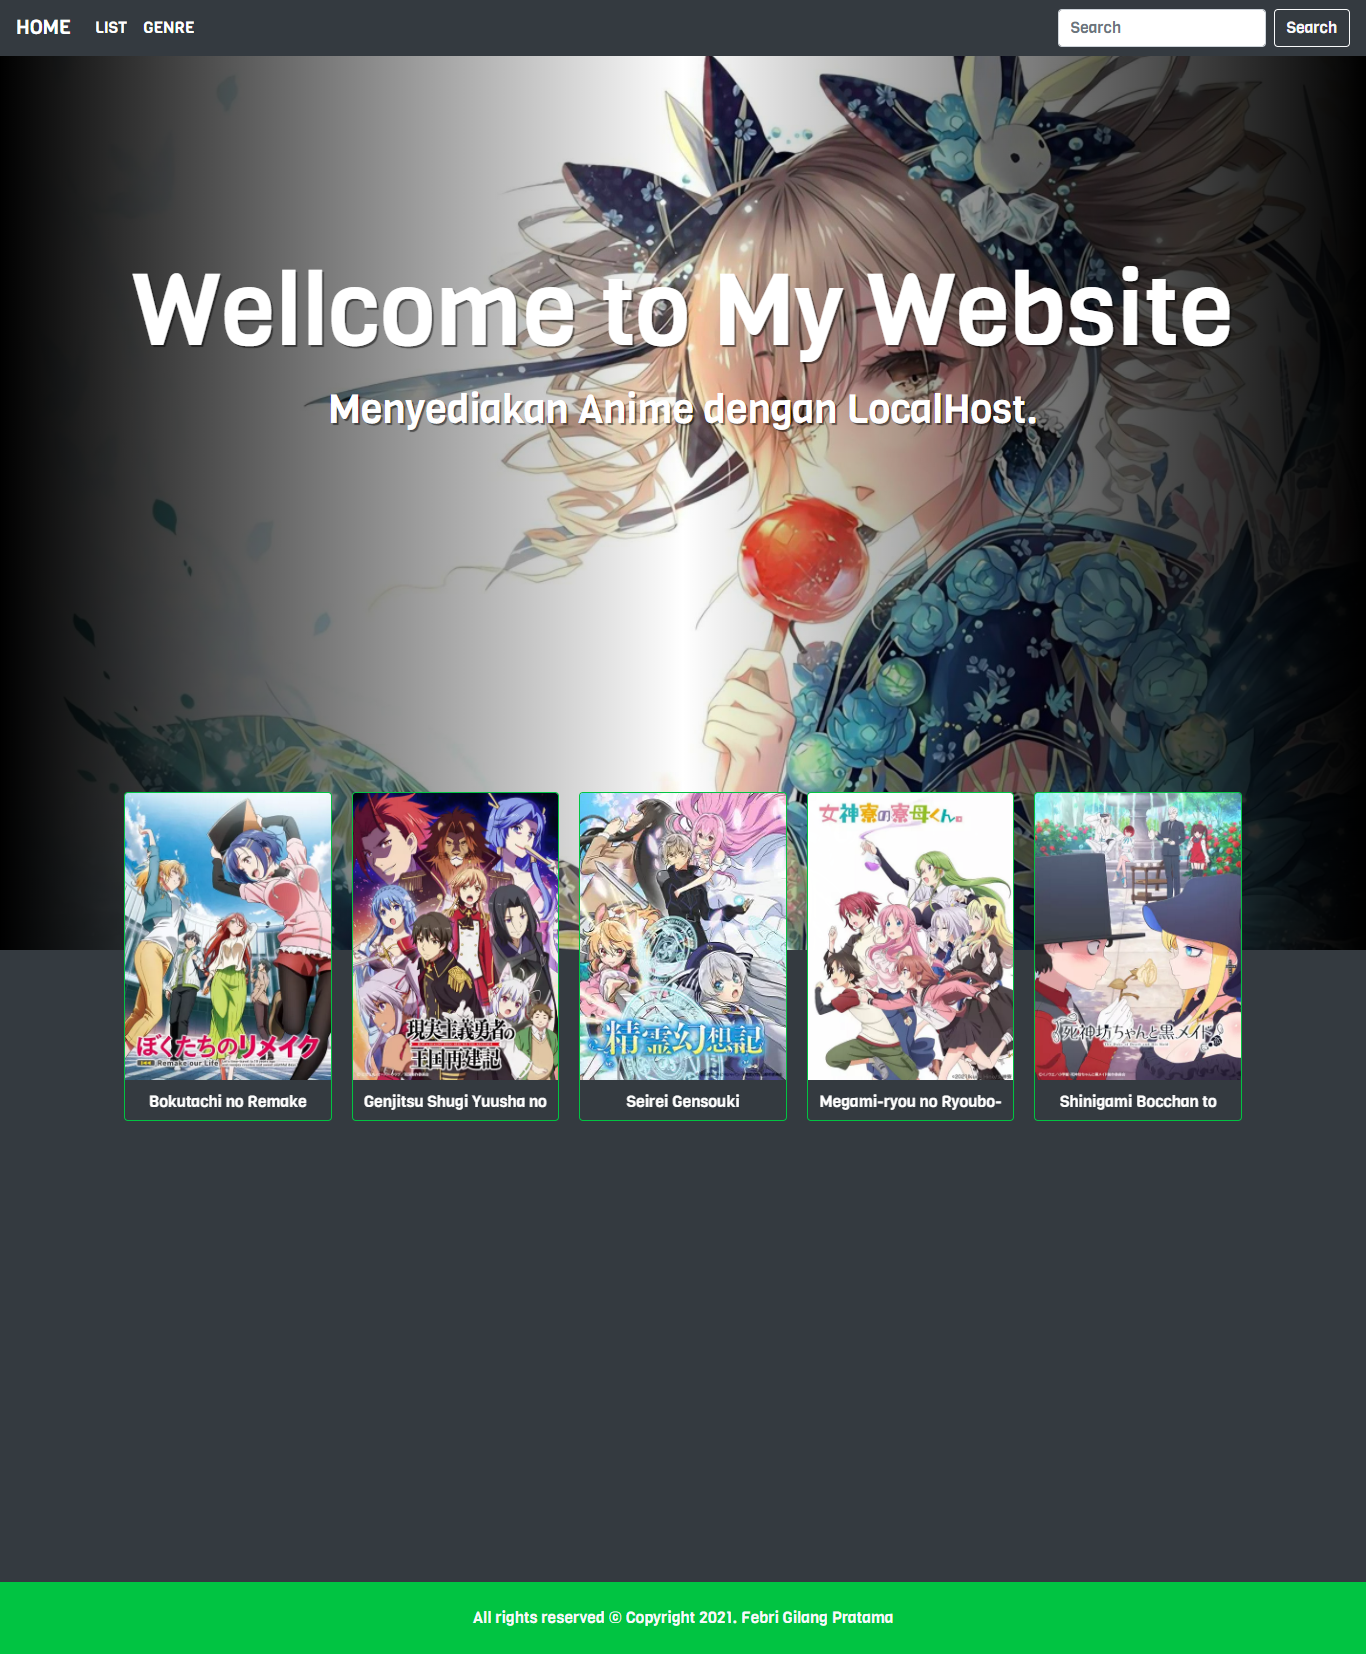 HOME LIST GENRE Search Search
Wellcome to My Website
Menyediakan Anime dengan LocalHost.
ぼくたちのリメイク
Remake our Life!
現実主義勇者の
王国再建記
精霊幻想記
女神寮の寮母くん。
死神坊ちゃんと黒メイド
Bokutachi no Remake
Genjitsu Shugi Yuusha no
Seirei Gensouki
Megami-ryou no Ryoubo-
Shinigami Bocchan to
All rights reserved © Copyright 2021. Febri Gilang Pratama